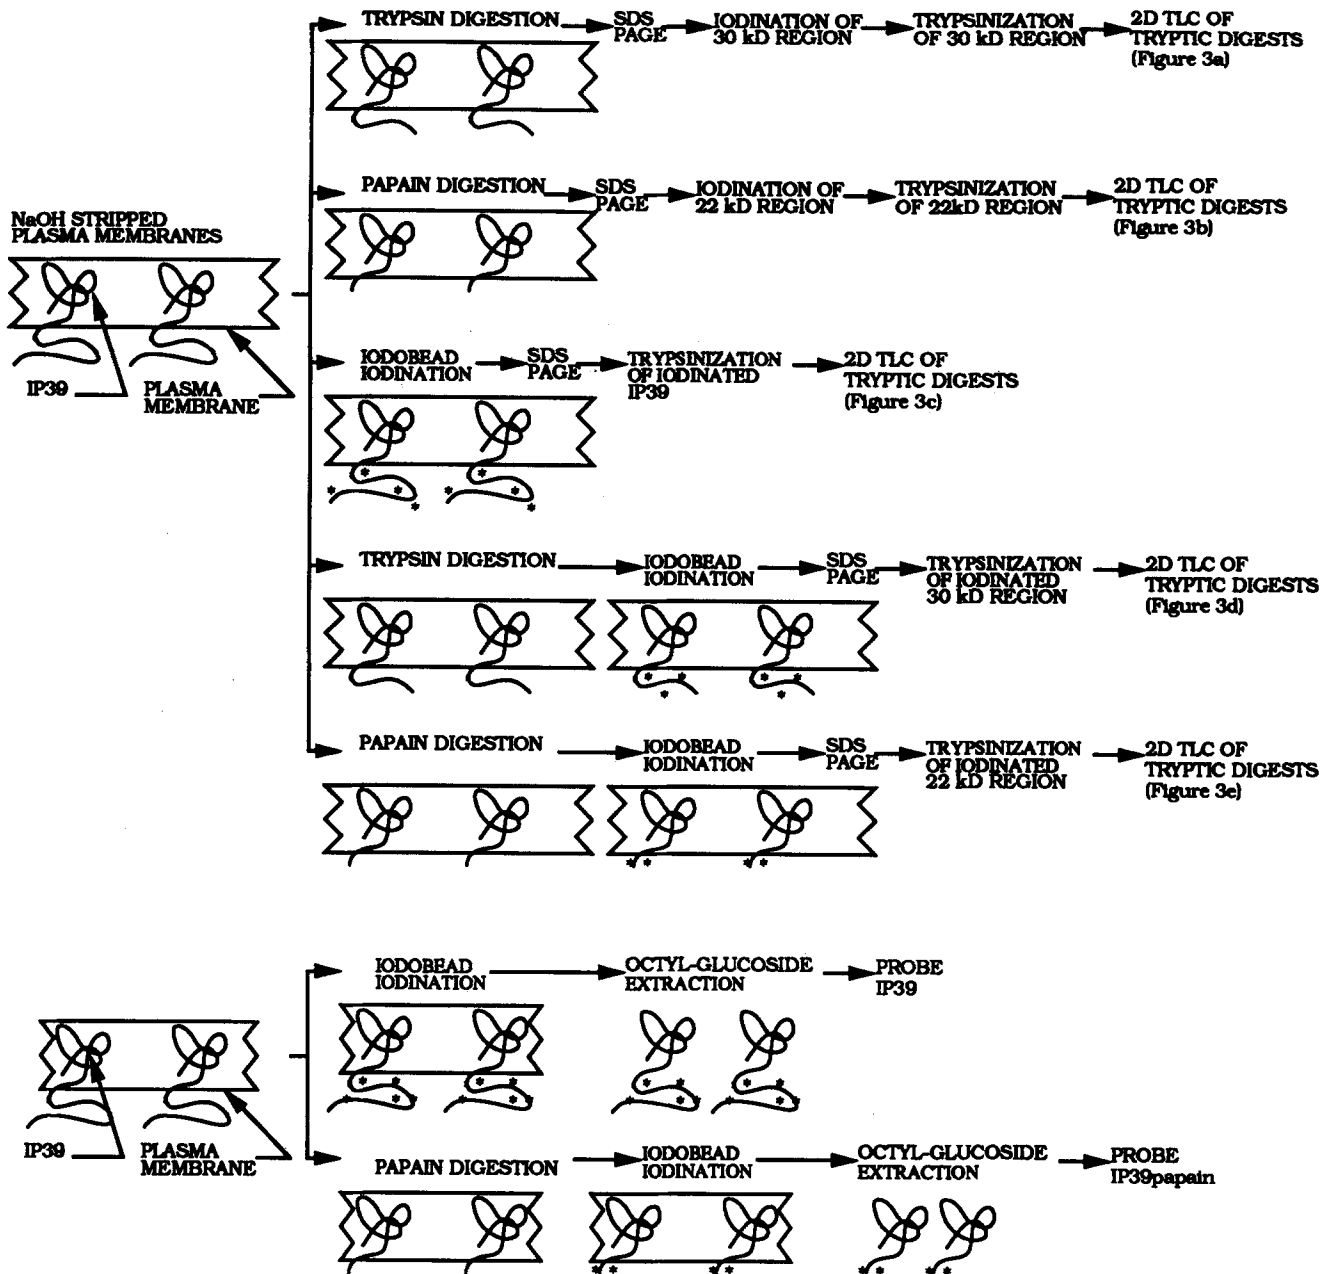 TRYPSIN DIGESTION
SDS
PAGE
IODINATION OF
30 kD REGION
TRYPSINIZATION
OF 30 kD REGION
2D TLC OF
TRYPTIC DIGESTS
(Figure 3a)
PAPAIN DIGESTION
SDS
PAGE
IODINATION OF
22 kD REGION
TRYPSINIZATION
OF 22kD REGION
2D TLC OF
TRYPTIC DIGESTS
(Figure 3b)
NaOH STRIPPED
PLASMA MEMBRANES
IP39
PLASMA
MEMBRANE
IODOBEAD
IODINATION
SDS
PAGE
TRYPSINIZATION
OF IODINATED
IP39
2D TLC OF
TRYPTIC DIGESTS
(Figure 3c)
TRYPSIN DIGESTION
IODOBEAD
IODINATION
SDS
PAGE
TRYPSINIZATION
OF IODINATED
30 kD REGION
2D TLC OF
TRYPTIC DIGESTS
(Figure 3d)
PAPAIN DIGESTION
IODOBEAD
IODINATION
SDS
PAGE
TRYPSINIZATION
OF IODINATED
22 kD REGION
2D TLC OF
TRYPTIC DIGESTS
(Figure 3e)
IODOBEAD
IODINATION
OCTYL-GLUCOSIDE
EXTRACTION
PROBE
IP39
IP39
PLASMA
MEMBRANE
PAPAIN DIGESTION
IODOBEAD
IODINATION
OCTYL-GLUCOSIDE
EXTRACTION
PROBE
IP39papain